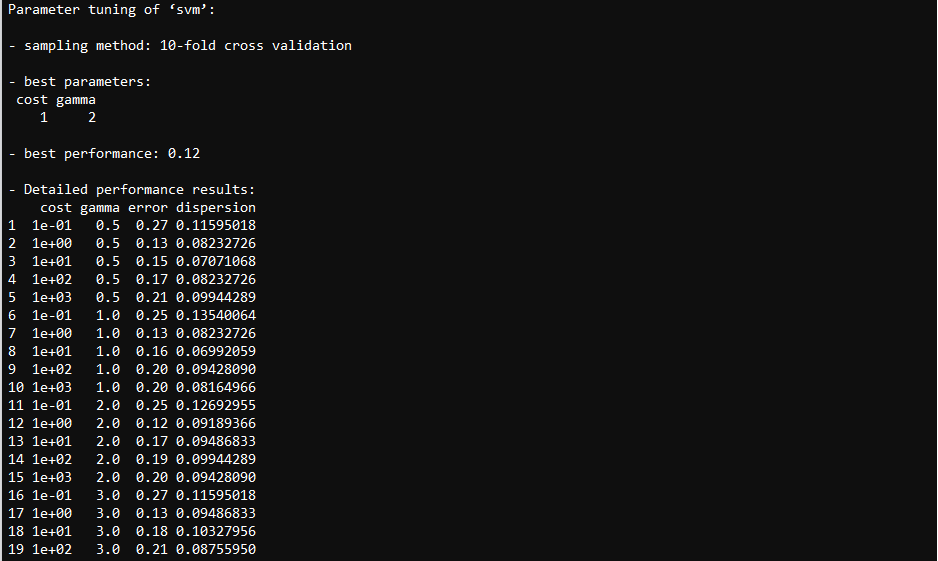 Parameter tuning of ‘svm’:
- sampling method: 10-fold cross validation
- best parameters:
cost gamma
1 2
- best performance: 0.12
- Detailed performance results:
cost gamma error dispersion
1 1e-01 0.5 0.27 0.11595018
2 1e+00 0.5 0.13 0.08232726
3 1e+01 0.5 0.15 0.07071068
4 1e+02 0.5 0.17 0.08232726
5 1e+03 0.5 0.21 0.09944289
6 1e-01 1.0 0.25 0.13540064
7 1e+00 1.0 0.13 0.08232726
8 1e+01 1.0 0.16 0.06992059
9 1e+02 1.0 0.20 0.09428090
10 1e+03 1.0 0.20 0.08164966
11 1e-01 2.0 0.25 0.12692955
12 1e+00 2.0 0.12 0.09189366
13 1e+01 2.0 0.17 0.09486833
14 1e+02 2.0 0.19 0.09944289
15 1e+03 2.0 0.20 0.09428090
16 1e-01 3.0 0.27 0.11595018
17 1e+00 3.0 0.13 0.09486833
18 1e+01 3.0 0.18 0.10327956
19 1e+02 3.0 0.21 0.08755950